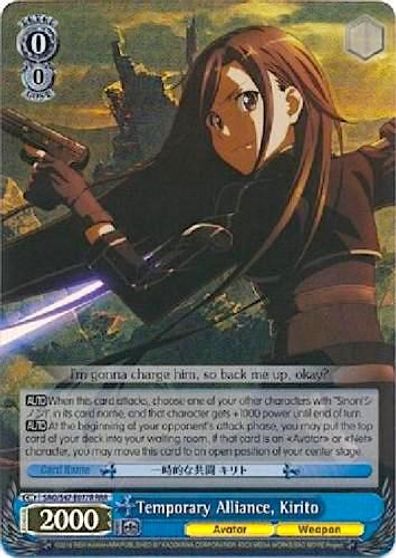 LEVEL
0
0
COST
I'm gonna charge him, so back me up, okay?
AUTO When this card attacks, choose one of your other characters with "Sinon/シ
ノン" in its card name, and that character gets +1000 power until end of turn.
AUTO At the beginning of your opponent's attack phase, you may put the top
card of your deck into your waiting room. If that card is an «Avatar» or «Net»
character, you may move this card to an open position of your center stage.
Card Name
一時的な共闘 キリト
2000
Temporary Alliance, Kirito
Avatar
Weapon